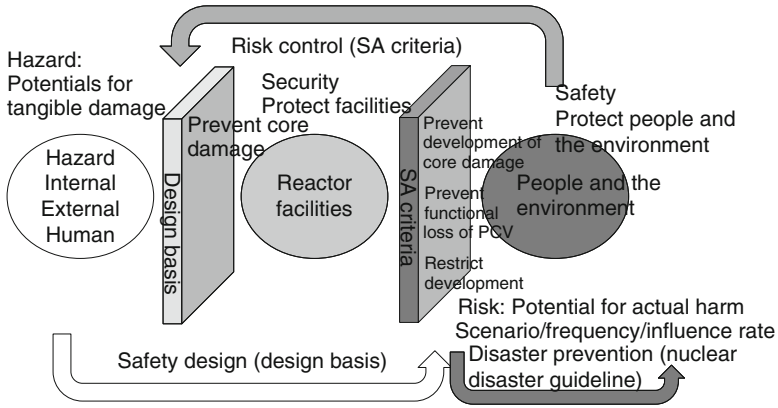 Risk control (SA criteria)
Hazard:
Potentials for
tangible damage
Security
Protect facilities
Safety
Protect people and
the environment
Prevent core
damage
Prevent
development of
core damage
Prevent
functional
loss of PCV
Restrict
development
Hazard
Internal
External
Human
Design basis
Reactor
facilities
SA criteria
People and the
environment
Risk: Potential for actual harm
Scenario/frequency/influence rate
Safety design (design basis)
Disaster prevention (nuclear
disaster guideline)